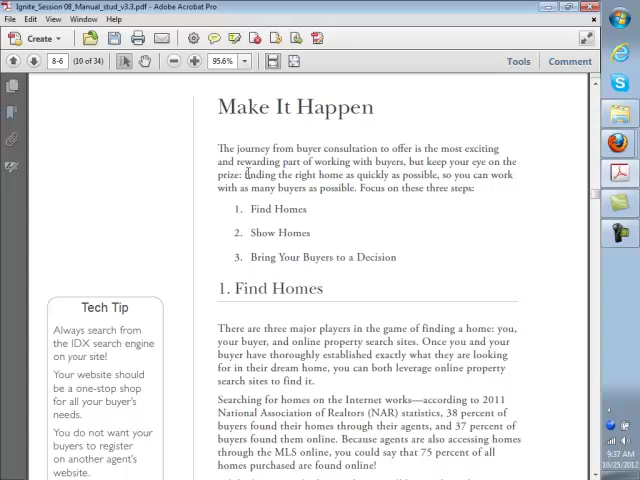 Ignite_Session 08_Manual_stud_v3.3.pdf - Adobe Acrobat Pro
File Edit View Window Help
Create
8-6 (10 of 34) 95.6% Tools Comment
Make It Happen
The journey from buyer consultation to offer is the most exciting
and rewarding part of working with buyers, but keep your eye on the
prize: finding the right home as quickly as possible, so you can work
with as many buyers as possible. Focus on these three steps:
1. Find Homes
2. Show Homes
3. Bring Your Buyers to a Decision
1. Find Homes
There are three major players in the game of finding a home: you,
your buyer, and online property search sites. Once you and your
buyer have thoroughly established exactly what they are looking
for in their dream home, you can both leverage online property
search sites to find it.
Searching for homes on the Internet works—according to 2011
National Association of Realtors (NAR) statistics, 38 percent of
buyers found their homes through their agents, and 37 percent of
buyers found them online. Because agents are also accessing homes
through the MLS online, you could say that 75 percent of all
homes purchased are found online!
Tech Tip
Always search from
the IDX search engine
on your site!
Your website should
be a one-stop shop
for all your buyer's
needs.
You do not want your
buyers to register
on another agent's
website.
9:37 AM
10/25/2012